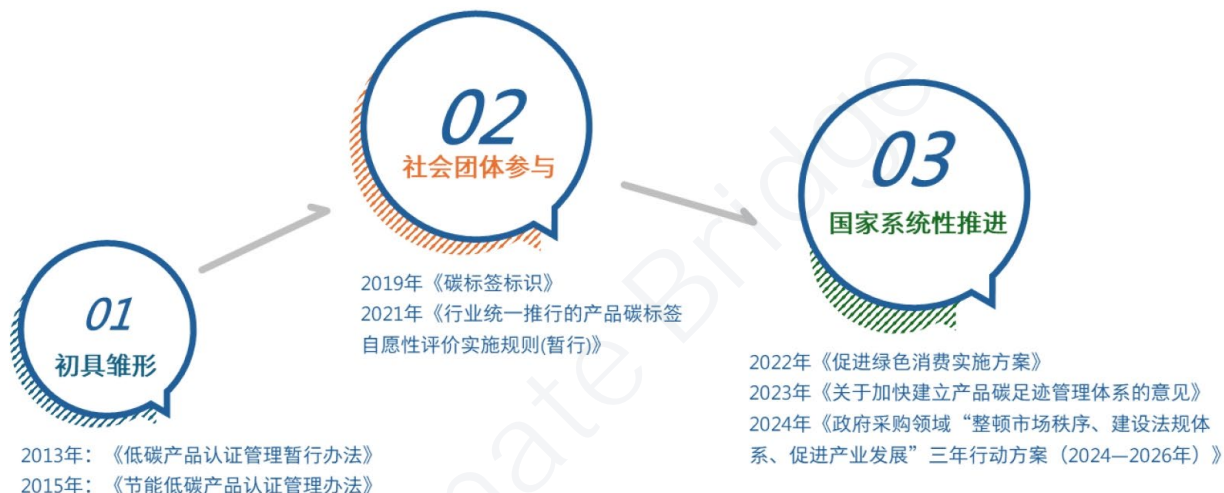 01
初具雏形
2013年：《低碳产品认证管理暂行办法》
2015年：《节能低碳产品认证管理办法》
02
社会团体参与
2019年《碳标签标识》
2021年《行业统一推行的产品碳标签
自愿性评价实施规则(暂行)》
03
国家系统性推进
2022年《促进绿色消费实施方案》
2023年《关于加快建立产品碳足迹管理体系的意见》
2024年《政府采购领域“整顿市场秩序、建设法规体
系、促进产业发展”三年行动方案（2024—2026年）》
ate Bridge